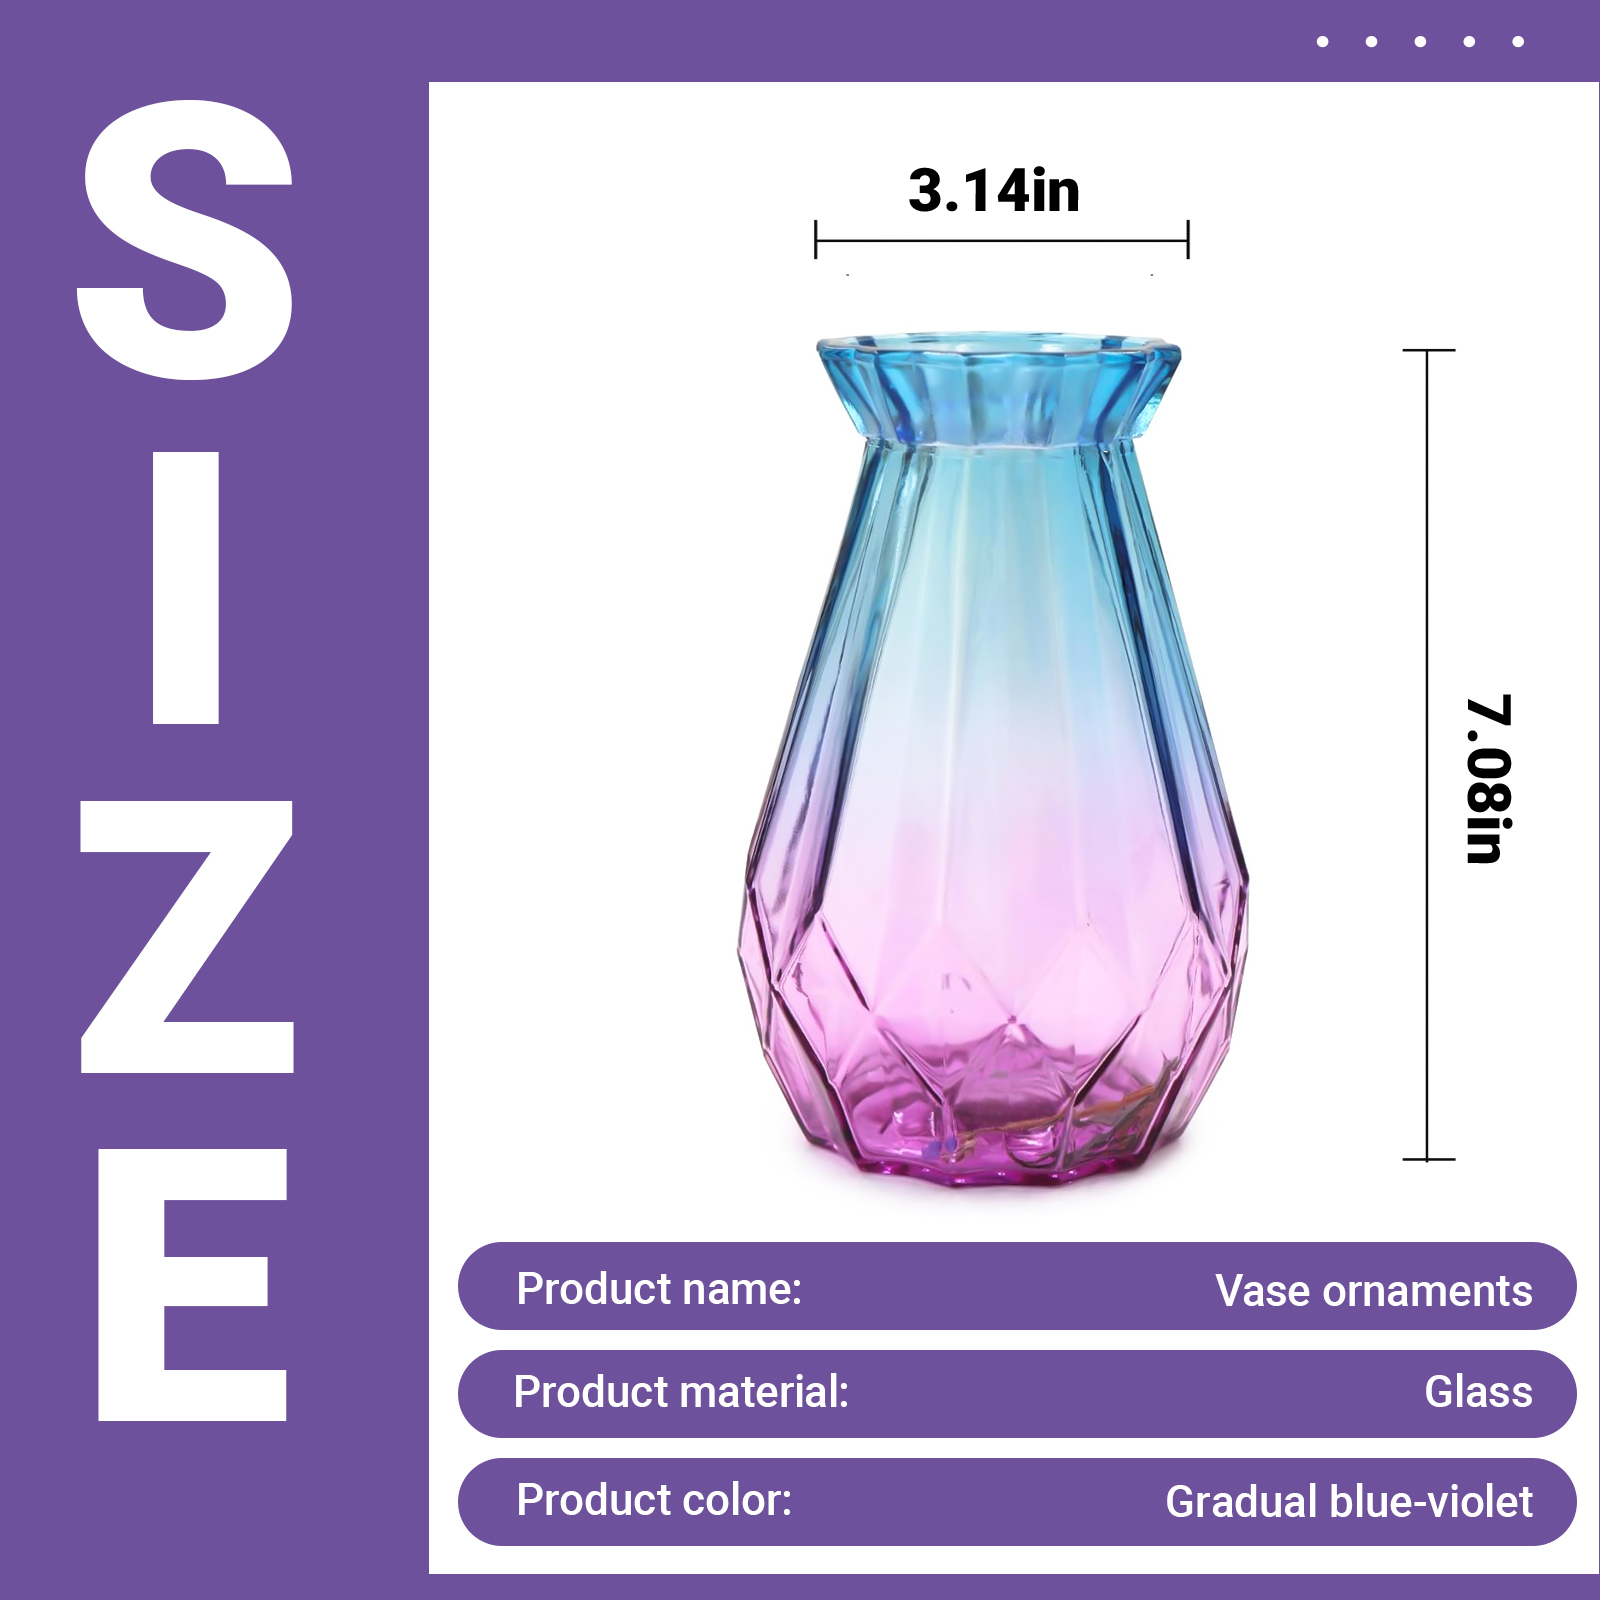 SIZE
3.14in
7.08in
Product name: Vase ornaments
Product material: Glass
Product color: Gradual blue-violet